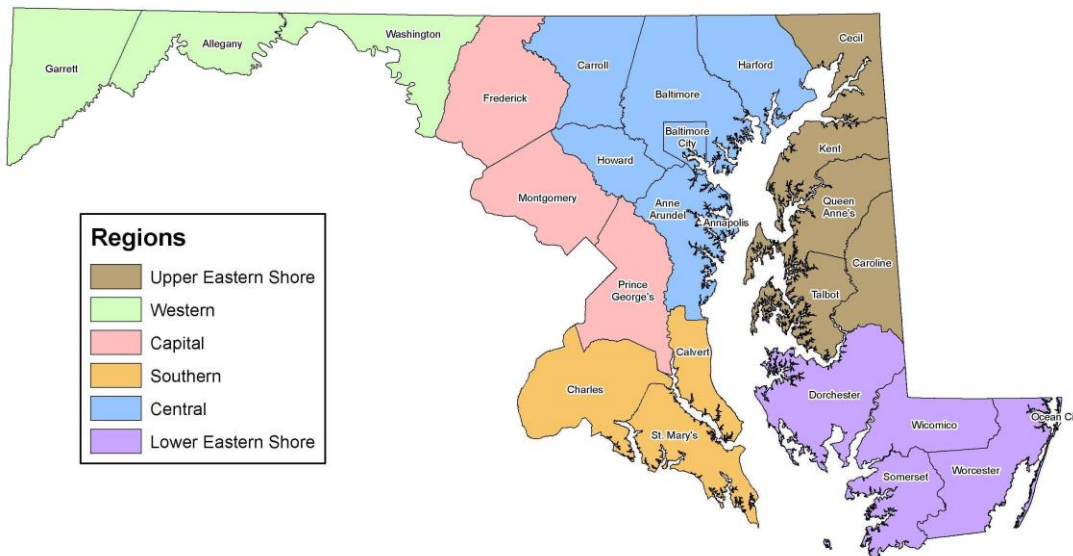 Garrett
Allegany
Washington
Frederick
Carroll
Baltimore
Harford
Cecil
Baltimore
City
Howard
Montgomery
Anne
Arundel
Annapolis
Prince
George's
Kent
Queen
Anne's
Caroline
Talbot
Calvert
Charles
St. Mary's
Dorchester
Wicomico
Ocean Ci
Somerset
Worcester
Regions
Upper Eastern Shore
Western
Capital
Southern
Central
Lower Eastern Shore